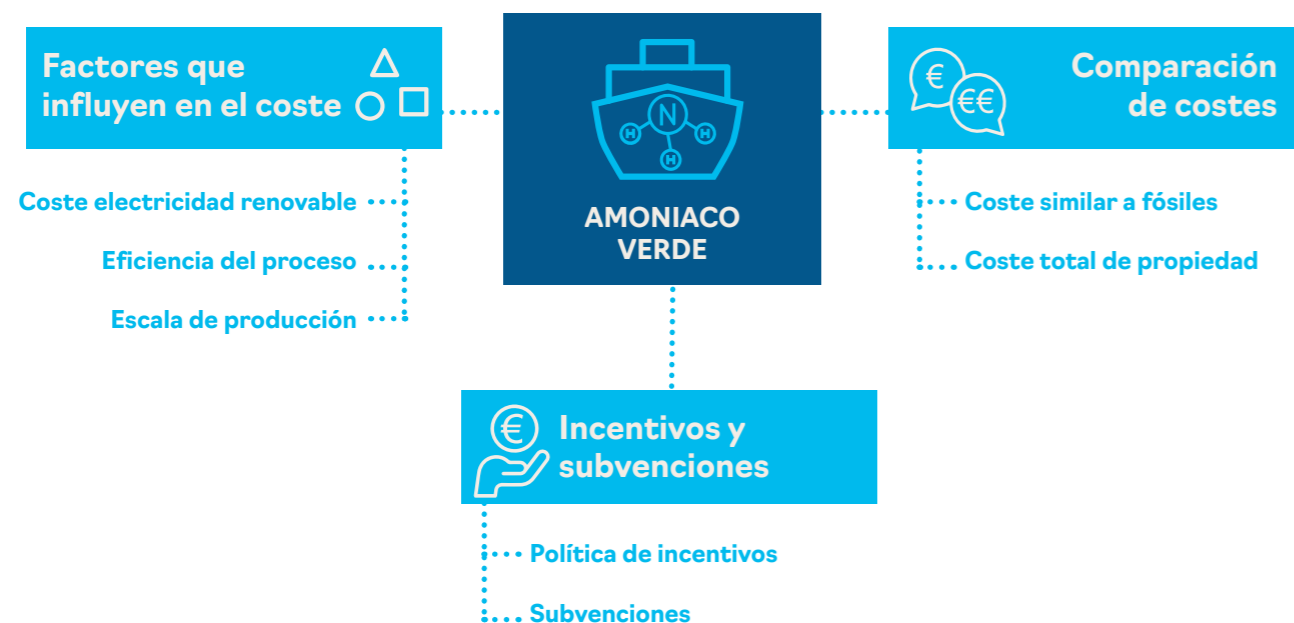 Factores que
influyen en el coste
Coste electricidad renovable
Eficiencia del proceso
Escala de producción
N
H
H
H
AMONIACO
VERDE
€
€€
Comparación
de costes
Coste similar a fósiles
Coste total de propiedad
€
Incentivos y
subvenciones
Política de incentivos
Subvenciones